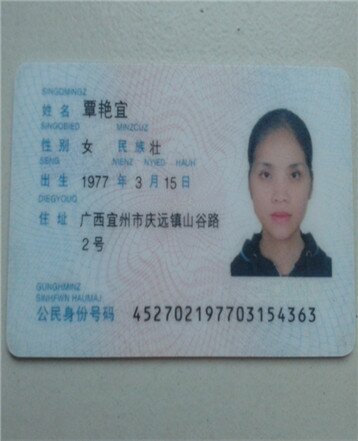 SINGQMINGZ
姓名 覃艳宜
SINGQBIED MINZCUZ
性别 女 民族 壮
SENG NIENZ NYIED HAUH
出生 1977 年 3 月 15 日
DIEGYOUQ
住址 广西宜州市庆远镇山谷路
2号
GUNGHMINZ
SINHFWN HAUMAJ
公民身份号码 452702197703154363